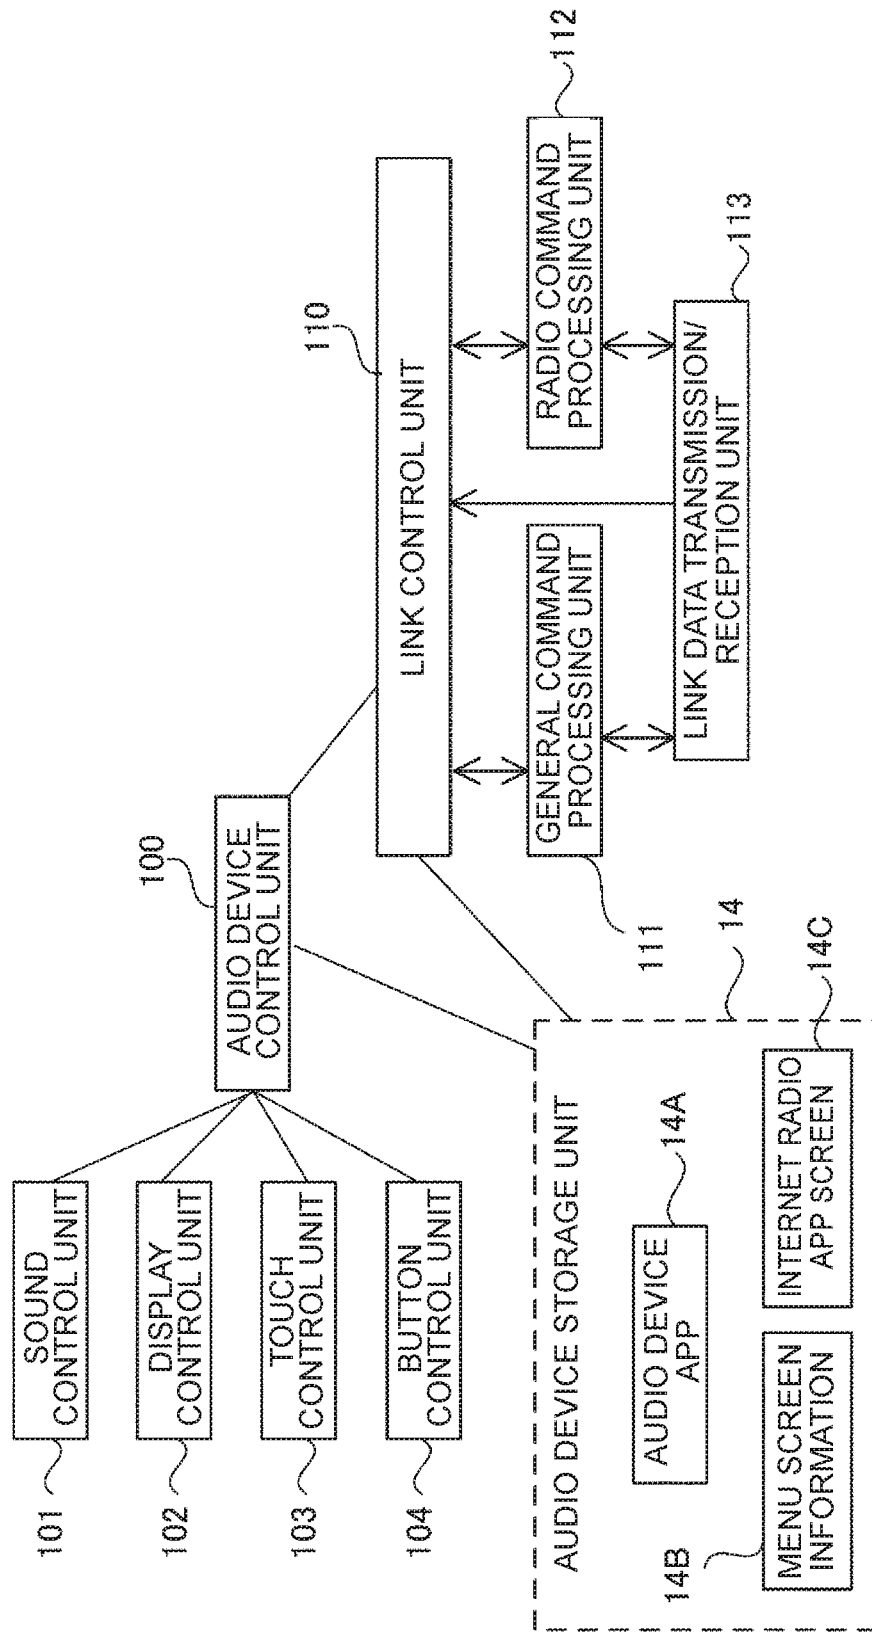 101
SOUND
CONTROL UNIT
102
DISPLAY
CONTROL UNIT
103
TOUCH
CONTROL UNIT
104
BUTTON
CONTROL UNIT
100
AUDIO DEVICE
CONTROL UNIT
110
LINK CONTROL UNIT
111
GENERAL COMMAND
PROCESSING UNIT
112
RADIO COMMAND
PROCESSING UNIT
113
LINK DATA TRANSMISSION/
RECEPTION UNIT
14
AUDIO DEVICE STORAGE UNIT
14A
AUDIO DEVICE
APP
14B
MENU SCREEN
INFORMATION
14C
INTERNET RADIO
APP SCREEN